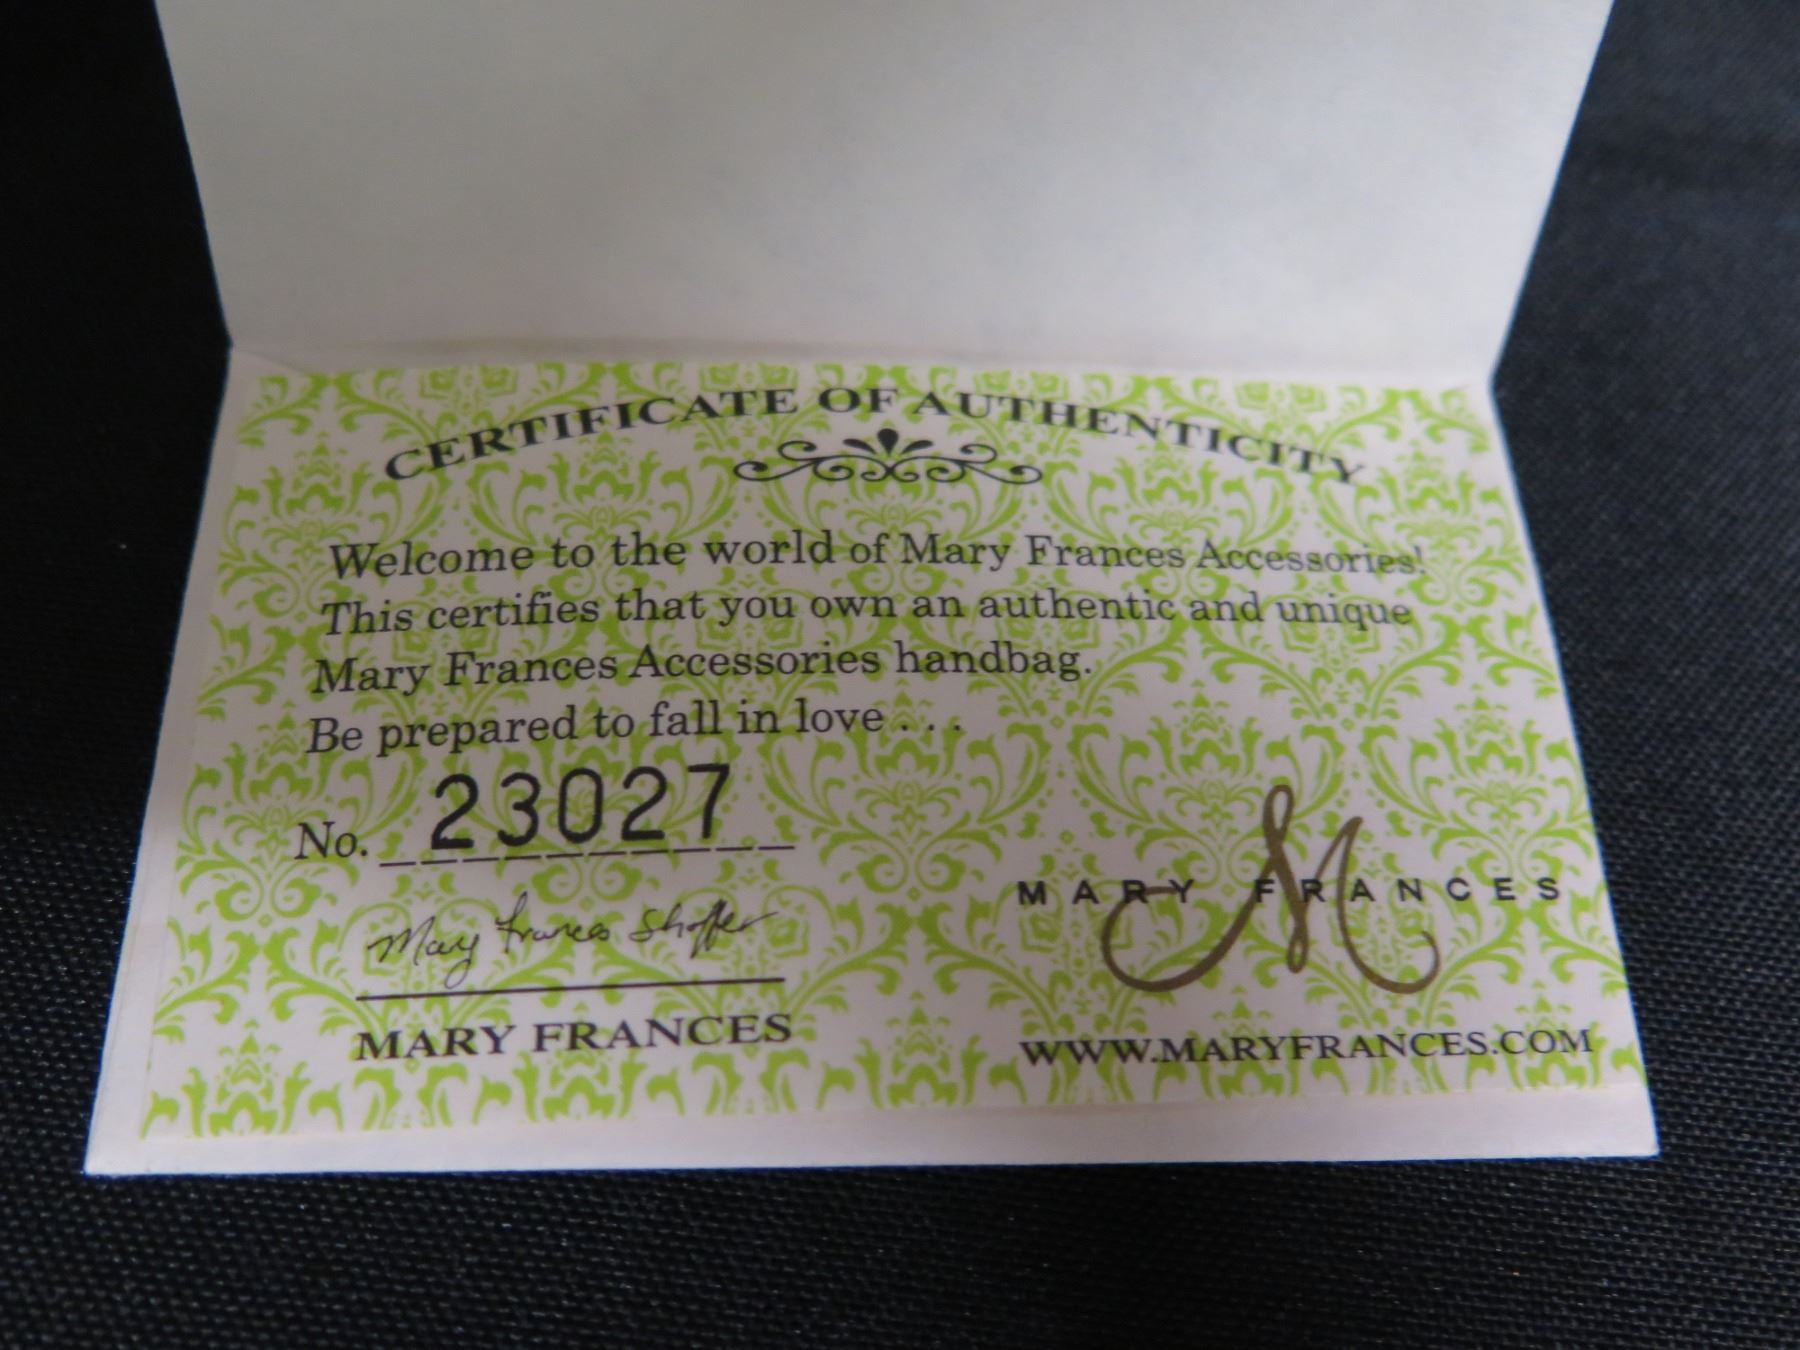 CERTIFICATE OF AUTHENTICITY
Welcome to the world of Mary Frances Accessories!
This certifies that you own an authentic and unique
Mary Frances Accessories handbag.
Be prepared to fall in love . . .
No. 23027
Mary Frances Shaffer
MARY FRANCES
M
MARY FRANCES
WWW.MARYFRANCES.COM